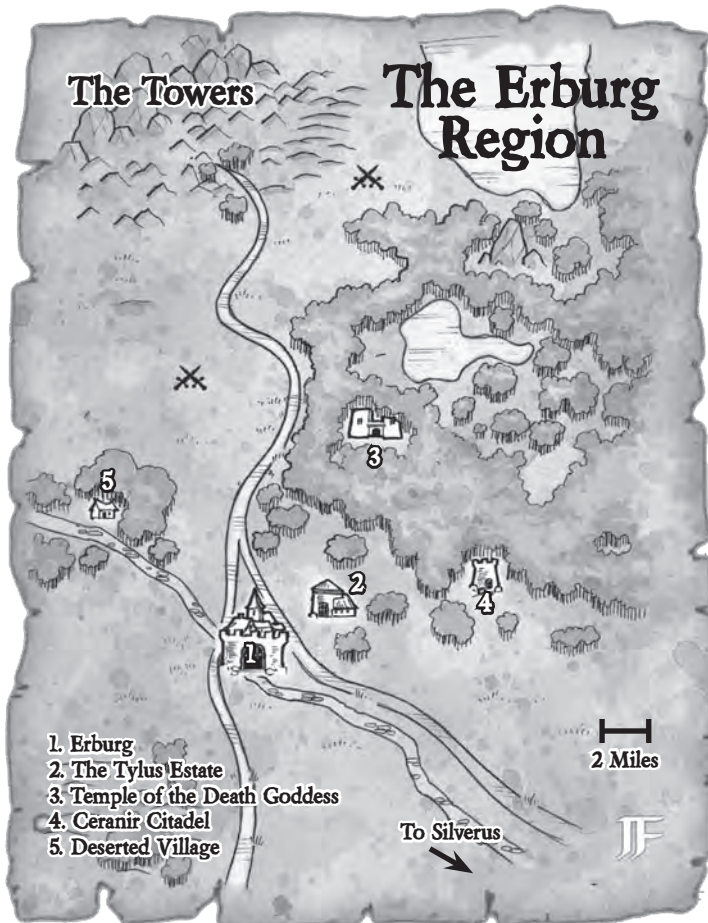 The Towers
The Erburg
Region
3
5
2
4
1
1. Erburg
2. The Tylus Estate
3. Temple of the Death Goddess
4. Ceranir Citadel
5. Deserted Village
2 Miles
To Silverus
JF